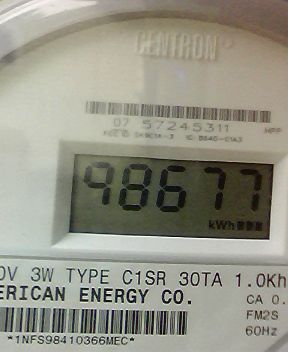 CENTRON
07 57245311 HPP
98677
kWh
0V 3W TYPE C1SR 30TA 1.0Kh
ERICAN ENERGY CO. CA 0.
FM2S
*1NFS98410366MEC* 60Hz